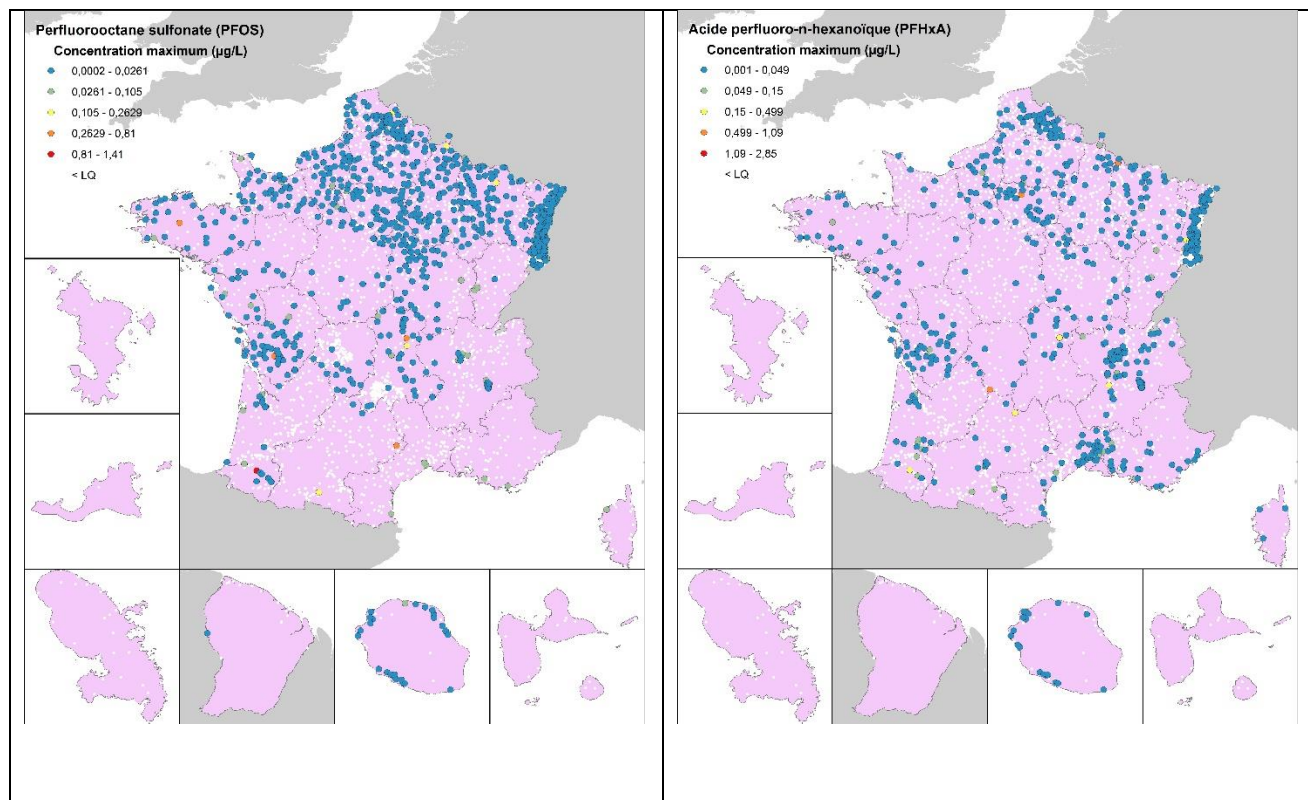 Perfluorooctane sulfonate (PFOS)
Concentration maximum (µg/L)
0,0002 - 0,0261
0,0261 - 0,105
0,105 - 0,2629
0,2629 - 0,81
0,81 - 1,41
< LQ
Acide perfluoro-n-hexanoïque (PFHxA)
Concentration maximum (µg/L)
0,001 - 0,049
0,049 - 0,15
0,15 - 0,499
0,499 - 1,09
1,09 - 2,85
< LQ